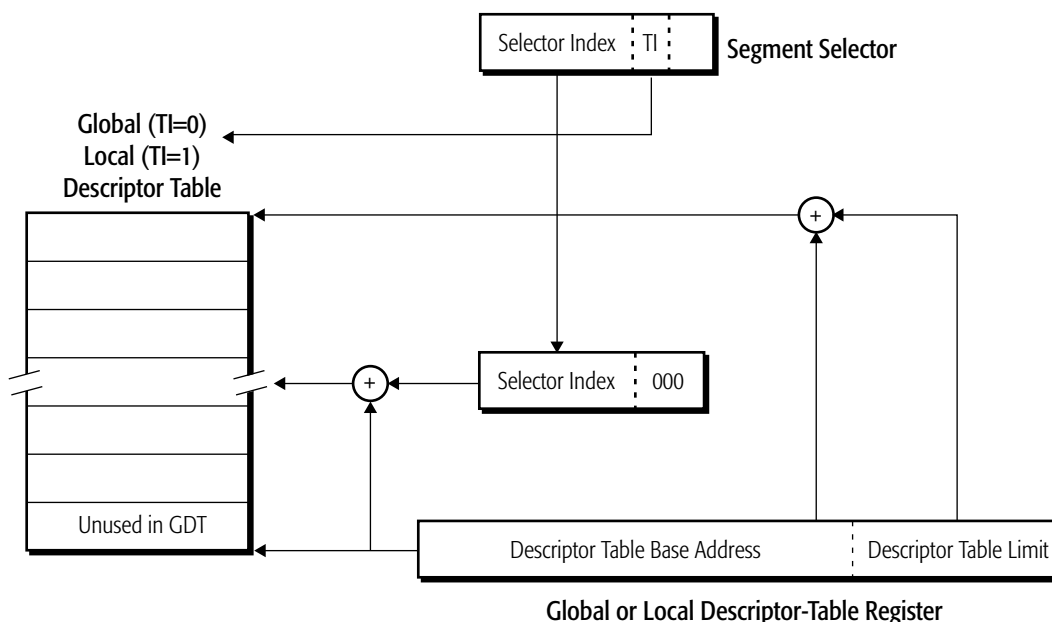 Selector Index TI
Segment Selector
Global (TI=0)
Local (TI=1)
Descriptor Table
+
Selector Index 000
+
Unused in GDT
Descriptor Table Base Address Descriptor Table Limit
Global or Local Descriptor-Table Register